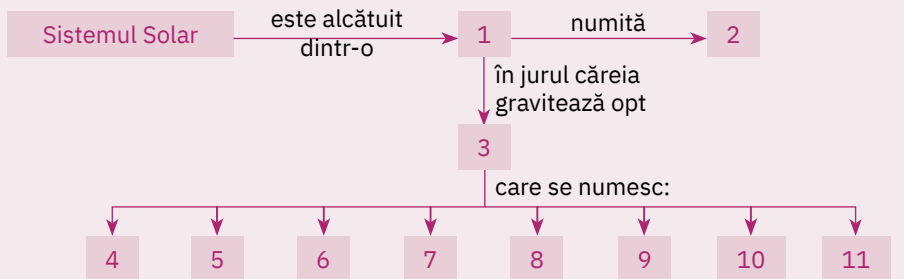 Sistemul Solar
este alcătuit
dintr-o
1
numită
2
în jurul căreia
gravitează opt
3
care se numesc:
4 5 6 7 8 9 10 11